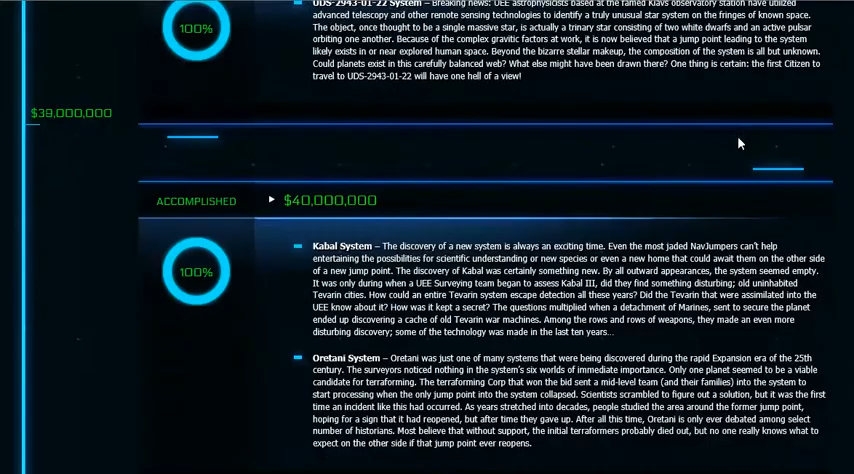 UDS-2943-01-22 System – Breaking news: UEE astrophysicists based at the famed Klavs observatory station have utilized
100%
advanced telescopy and other remote sensing technologies to identify a truly unusual star system on the fringes of known space.
The object, once thought to be a single massive star, is actually a trinary star consisting of two white dwarfs and an active pulsar
orbiting one another. Because of the complex gravitic factors at work, it is now believed that a jump point leading to the system
likely exists in or near explored human space. Beyond the bizarre stellar makeup, the composition of the system is all but unknown.
Could planets exist in this carefully balanced web? What else might have been drawn there? One thing is certain: the first Citizen to
travel to UDS-2943-01-22 will have one hell of a view!
$39,000,000
ACCOMPLISHED $40,000,000
Kabal System – The discovery of a new system is always an exciting time. Even the most jaded NavJumpers can't help
entertaining the possibilities for scientific understanding or new species or even a new home that could await them on the other side
100%
of a new jump point. The discovery of Kabal was certainly something new. By all outward appearances, the system seemed empty.
It was only during when a UEE Surveying team began to assess Kabal III, did they find something disturbing; old uninhabited
Tevarin cities. How could an entire Tevarin system escape detection all these years? Did the Tevarin that were assimilated into the
UEE know about it? How was it kept a secret? The questions multiplied when a detachment of Marines, sent to secure the planet
ended up discovering a cache of old Tevarin war machines. Among the rows and rows of weapons, they made an even more
disturbing discovery; some of the technology was made in the last ten years...
Oretani System – Oretani was just one of many systems that were being discovered during the rapid Expansion era of the 25th
century. The surveyors noticed nothing in the system's six worlds of immediate importance. Only one planet seemed to be a viable
candidate for terraforming. The terraforming Corp that won the bid sent a mid-level team (and their families) into the system to
start processing when the only jump point into the system collapsed. Scientists scrambled to figure out a solution, but it was the first
time an incident like this had occurred. As years stretched into decades, people studied the area around the former jump point,
hoping for a sign that it had reopened, but after time they gave up. After all this time, Oretani is only ever debated among select
number of historians. Most believe that without support, the initial terraformers probably died out, but no one really knows what to
expect on the other side if that jump point ever reopens.